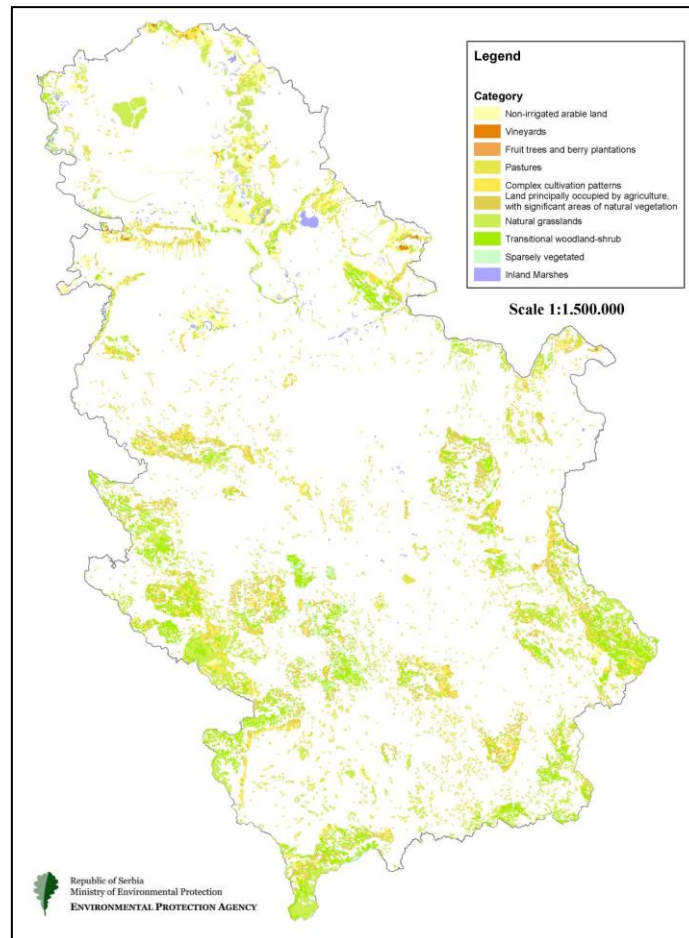 Legend
Category
Non-irrigated arable land
Vineyards
Fruit trees and berry plantations
Pastures
Complex cultivation patterns
Land principally occupied by agriculture,
with significant areas of natural vegetation
Natural grasslands
Transitional woodland-shrub
Sparsely vegetated
Inland Marshes
Scale 1:1.500.000
Republic of Serbia
Ministry of Environmental Protection
ENVIRONMENTAL PROTECTION AGENCY